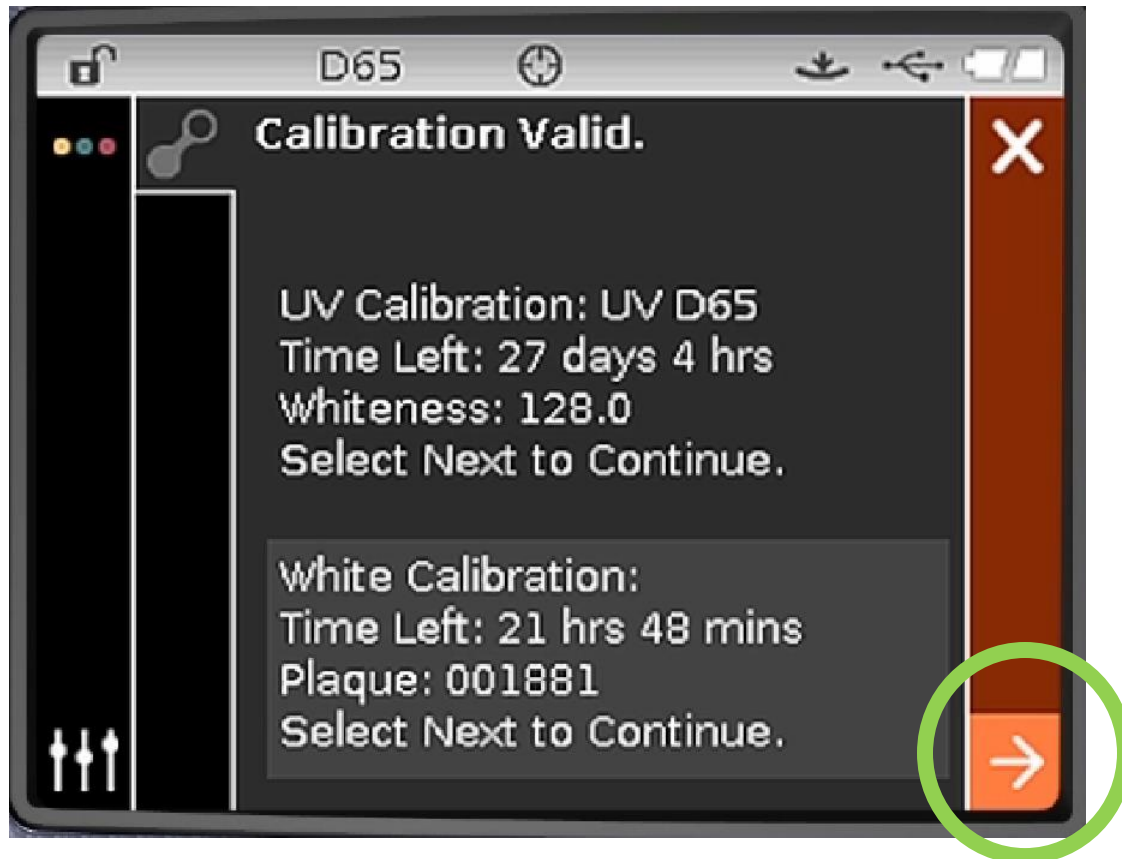 D65
Calibration Valid.
UV Calibration: UV D65
Time Left: 27 days 4 hrs
Whiteness: 128.0
Select Next to Continue.
White Calibration:
Time Left: 21 hrs 48 mins
Plaque: 001881
Select Next to Continue.